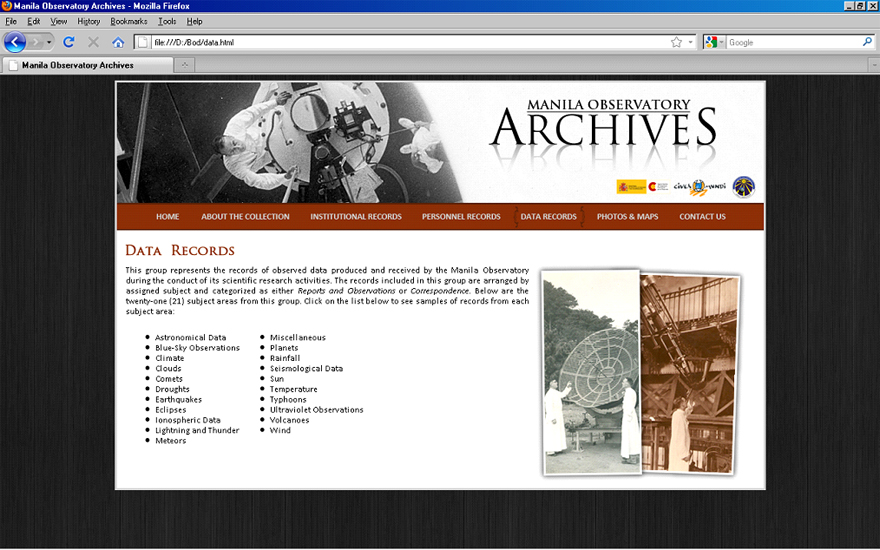 Manila Observatory Archives - Mozilla Firefox
File Edit View History Bookmarks Tools Help
file:///D:/Bod/data.html
Google
Manila Observatory Archives
MANILA OBSERVATORY
ARCHIVES
HOME ABOUT THE COLLECTION INSTITUTIONAL RECORDS PERSONNEL RECORDS DATA RECORDS PHOTOS & MAPS CONTACT US
DATA RECORDS
This group represents the records of observed data produced and received by the Manila Observatory
during the conduct of its scientific research activities. The records included in this group are arranged by
assigned subject and categorized as either Reports and Observations or Correspondence. Below are the
twenty-one (21) subject areas from this group. Click on the list below to see samples of records from each
subject area:
Astronomical Data
Blue-Sky Observations
Climate
Clouds
Comets
Droughts
Earthquakes
Eclipses
Ionospheric Data
Lightning and Thunder
Meteors
Miscellaneous
Planets
Rainfall
Seismological Data
Sun
Temperature
Typhoons
Ultraviolet Observations
Volcanoes
Wind